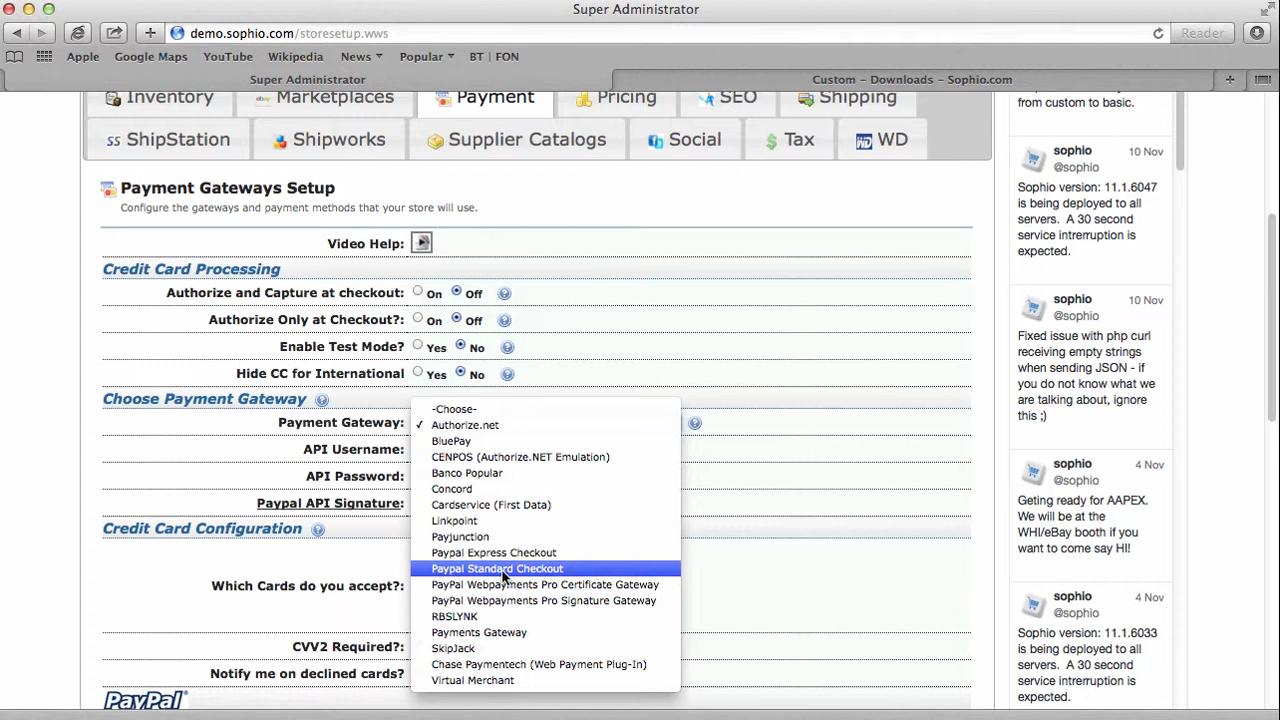 Super Administrator
demo.sophio.com/storesetup.wws
Reader
Apple Google Maps YouTube Wikipedia News Popular BT | FON
Super Administrator
Custom – Downloads – Sophio.com
Inventory Marketplaces Payment Pricing SEO Shipping
SS ShipStation Shipworks Supplier Catalogs Social Tax WD WD
Payment Gateways Setup
Configure the gateways and payment methods that your store will use.
Video Help:
Credit Card Processing
Authorize and Capture at checkout: On Off
Authorize Only at Checkout?: On Off
Enable Test Mode? Yes No
Hide CC for International Yes No
Choose Payment Gateway
Payment Gateway:
API Username:
API Password:
Paypal API Signature:
Credit Card Configuration
Which Cards do you accept?:
CVV2 Required?:
Notify me on declined cards?
PayPal
-Choose-
✓ Authorize.net
BluePay
CENPOS (Authorize.NET Emulation)
Banco Popular
Concord
Cardservice (First Data)
Linkpoint
Payjunction
Paypal Express Checkout
Paypal Standard Checkout
PayPal Webpayments Pro Certificate Gateway
PayPal Webpayments Pro Signature Gateway
RBSLYNK
Payments Gateway
SkipJack
Chase Paymentech (Web Payment Plug-In)
Virtual Merchant
from custom to basic.
sophio 10 Nov
@sophio
Sophio version: 11.1.6047
is being deployed to all
servers. A 30 second
service intrerruption is
expected.
sophio 10 Nov
@sophio
Fixed issue with php curl
receiving empty strings
when sending JSON - if
you do not know what we
are talking about, ignore
this ;)
sophio 4 Nov
@sophio
Geting ready for AAPEX.
We will be at the
WHI/eBay booth if you
want to come say HI!
sophio 4 Nov
@sophio
Sophio version: 11.1.6033
is being deployed to all
servers. A 30 second
service intrerruption is
expected.